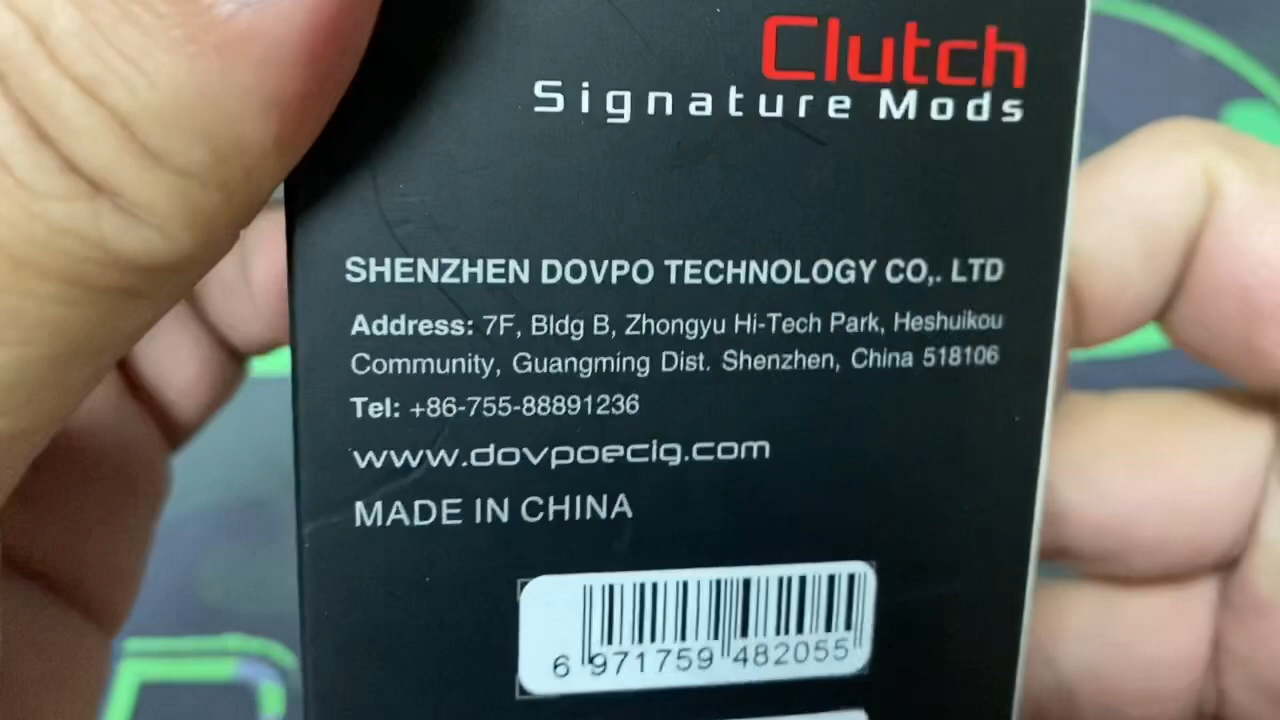 Clutch
Signature Mods
SHENZHEN DOVPO TECHNOLOGY CO,. LTD
Address: 7F, Bldg B, Zhongyu Hi-Tech Park, Heshuikou
Community, Guangming Dist. Shenzhen, China 518106
Tel: +86-755-88891236
www.dovpoecig.com
MADE IN CHINA
6 971759 482055